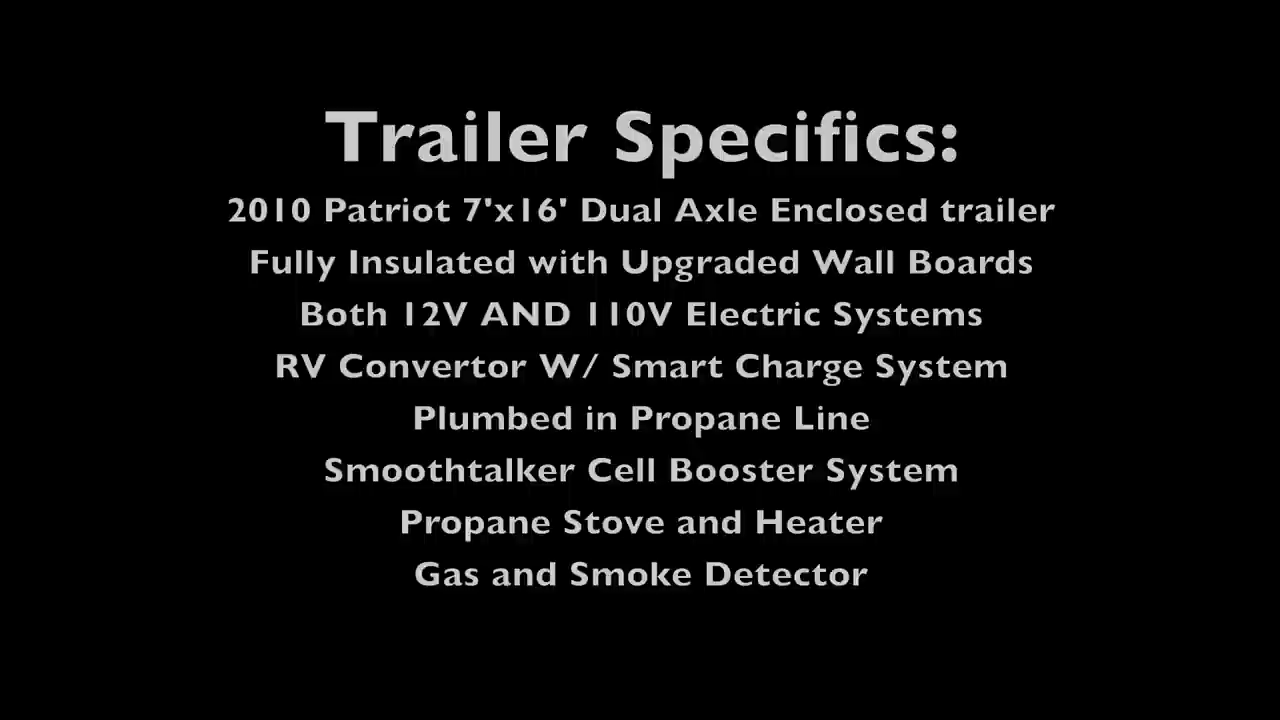 Trailer Specifics:
2010 Patriot 7'x16' Dual Axle Enclosed trailer
Fully Insulated with Upgraded Wall Boards
Both 12V AND 110V Electric Systems
RV Convertor W/ Smart Charge System
Plumbed in Propane Line
Smoothtalker Cell Booster System
Propane Stove and Heater
Gas and Smoke Detector